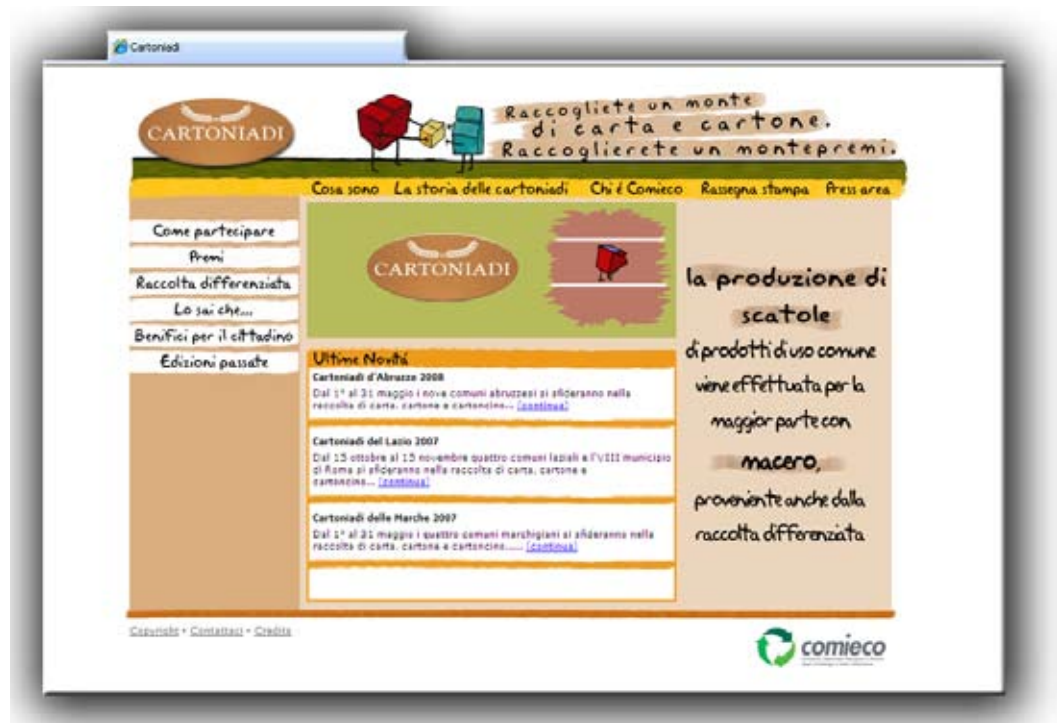 Cartoniadi
CARTONIADI
Raccogliete un monte
di carta e cartone.
Raccoglierete un montepremi.
Cosa sono La storia delle cartoniadi Chi é Comieco Rassegna stampa Press area
Come partecipare
Premi
Raccolta differenziata
Lo sai che...
Benifici per il cittadino
Edizioni passate
CARTONIADI
Ultime Novitá
Cartoniadi d'Abruzzo 2008
Dal 1° al 31 maggio i nove comuni abruzzesi si sfideranno nella
raccolta di carta, cartone e cartoncino... [continua]
Cartoniadi del Lazio 2007
Dal 15 ottobre al 15 novembre quattro comuni laziali e l'VIII municipio
di Roma si sfideranno nella raccolta di carta, cartone e
cartoncino... [continua]
Cartoniadi delle Marche 2007
Dal 1° al 31 maggio i quattro comuni marchigiani si sfideranno nella
raccolta di carta, cartone e cartoncino...... [continua]
la produzione di
scatole
di prodotti di uso comune
viene effettuata per la
maggior parte con
macero,
proveniente anche dalla
raccolta differenziata
Copyright • Contattaci • Credits
comieco